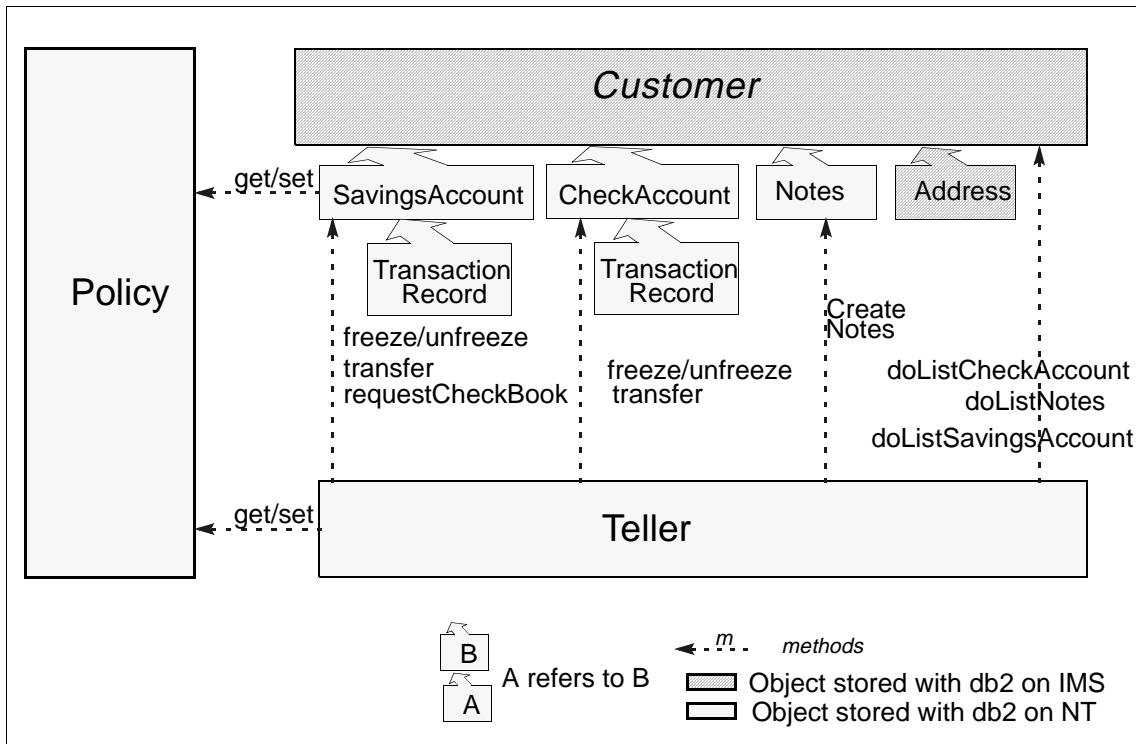 Customer
get/set
SavingsAccount
CheckAccount
Notes
Address
Policy
Transaction
Record
Transaction
Record
freeze/unfreeze
transfer
requestCheckBook
freeze/unfreeze
transfer
Create
Notes
doListCheckAccount
doListNotes
doListSavingsAccount
get/set
Teller
B
A
A refers to B
m
methods
Object stored with db2 on IMS
Object stored with db2 on NT